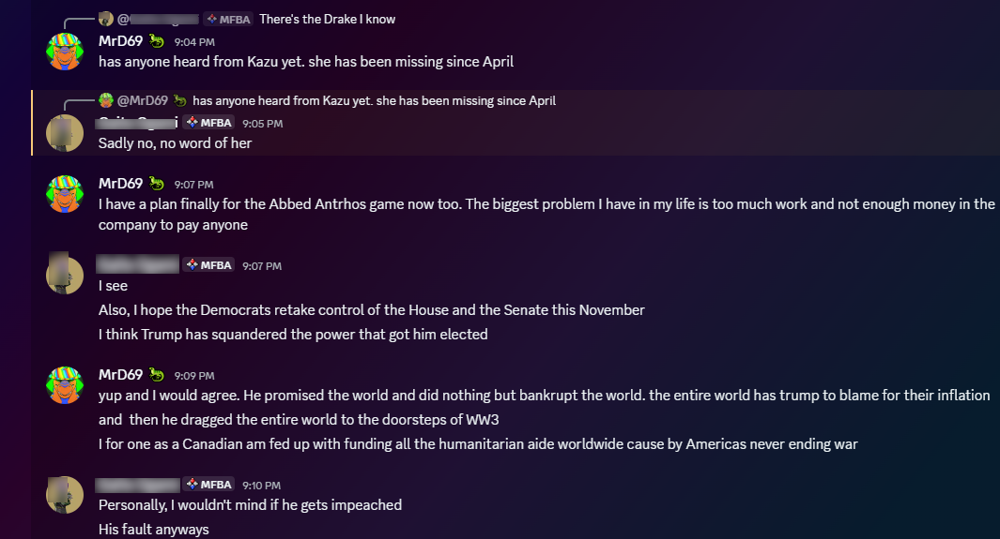 @ MFBA There's the Drake I know
MrD69 9:04 PM
has anyone heard from Kazu yet. she has been missing since April
@MrD69 has anyone heard from Kazu yet. she has been missing since April
MFBA 9:05 PM
Sadly no, no word of her
MrD69 9:07 PM
I have a plan finally for the Abbed Antrhos game now too. The biggest problem I have in my life is too much work and not enough money in the
company to pay anyone
MFBA 9:07 PM
I see
Also, I hope the Democrats retake control of the House and the Senate this November
I think Trump has squandered the power that got him elected
MrD69 9:09 PM
yup and I would agree. He promised the world and did nothing but bankrupt the world. the entire world has trump to blame for their inflation
and then he dragged the entire world to the doorsteps of WW3
I for one as a Canadian am fed up with funding all the humanitarian aide worldwide cause by Americas never ending war
MFBA 9:10 PM
Personally, I wouldn't mind if he gets impeached
His fault anyways